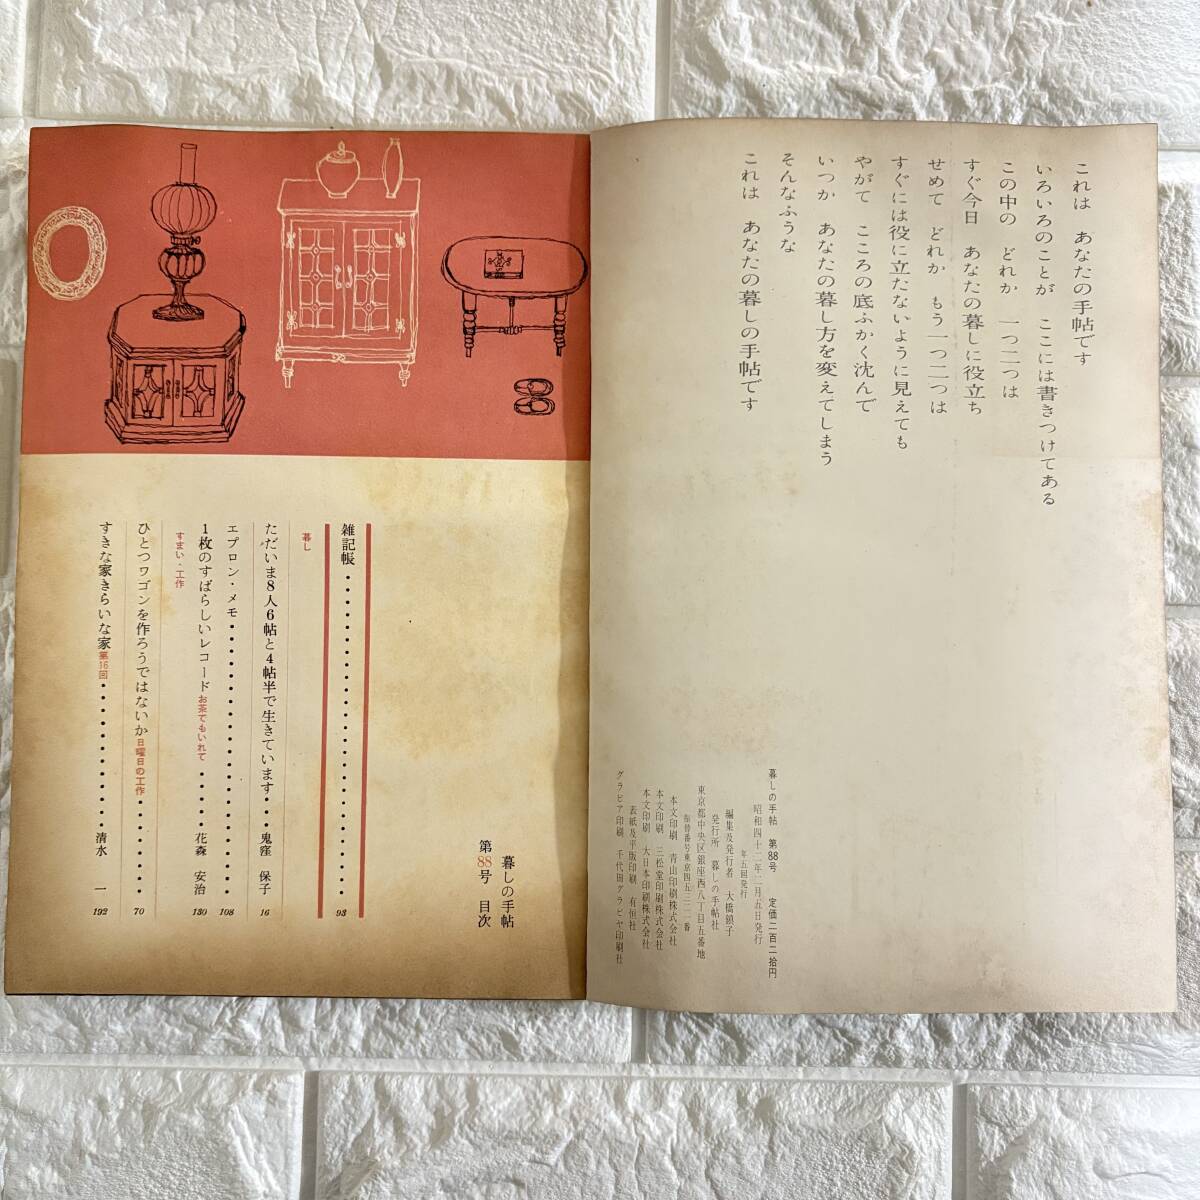 これは　あなたの手帖です
いろいろのことが　ここには書きつけてある
この中の　どれか　一つ二つは
すぐ今日　あなたの暮しに役立ち
せめて　どれか　もう一つ二つは
すぐには役に立たないように見えても
やがて　こころの底ふかく沈んで
いつか　あなたの暮し方を変えてしまう
そんなふうな
これは　あなたの暮しの手帖です
暮しの手帖　第88号　定価二百二拾円
昭和四十二年二月五日発行
年五回発行
編集及発行者　大橋鎭子
発行所　暮しの手帖社
東京都中央区銀座西八丁目五番地
振替番号東京四五三二一番
本文印刷　青山印刷株式会社
本文印刷　三松堂印刷株式会社
本文印刷　大日本印刷株式会社
表紙及平版印刷　有恒社
グラビア印刷　千代田グラビヤ印刷社
暮しの手帖
第88号　目次
雑記帳・・・・・・・・・・・・・・・・・・93
暮し
ただいま8人6帖と4帖半で生きています・・・鬼窪　保子　16
エプロン・メモ・・・・・・・・・・・・・・・・108
1枚のすばらしいレコード　お茶でもいれて・・・・・花森　安治　130
すまい・工作
ひとつワゴンを作ろうではないか　日曜日の工作・・・・・・・70
すきな家きらいな家　第16回・・・・・・・・・・清水　一　192